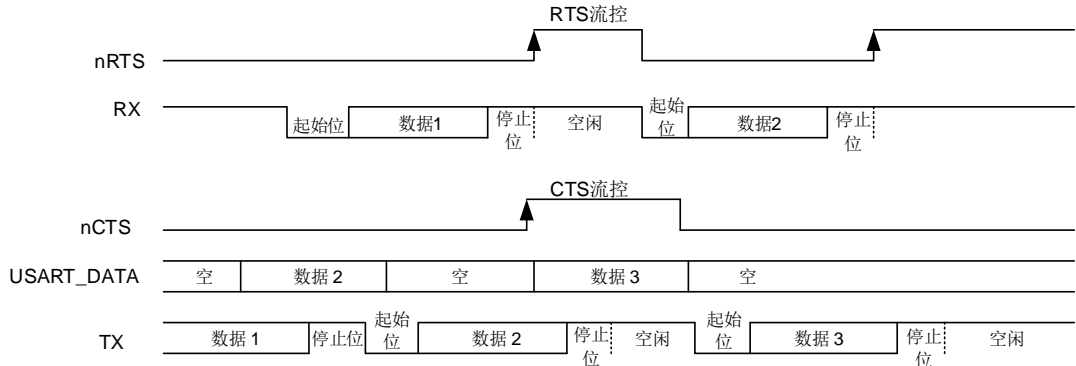 RTS流控
nRTS
RX
起始位
数据1
停止
位
空闲
起始
位
数据2
停止
位
CTS流控
nCTS
USART_DATA
空
数据 2
空
数据 3
空
TX
数据 1
停止位
起始
位
数据 2
停止
位
空闲
起始
位
数据 3
停止
位
空闲